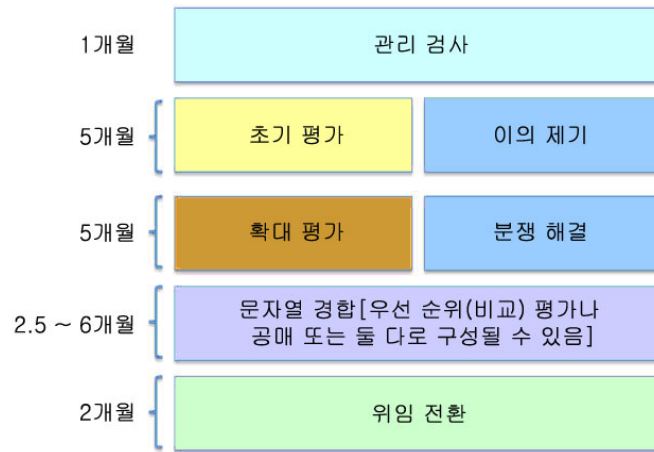 1개월
관리 검사
5개월
초기 평가
이의 제기
5개월
확대 평가
분쟁 해결
2.5 ~ 6개월
문자열 경합[우선 순위(비교) 평가나
공매 또는 둘 다로 구성될 수 있음]
2개월
위임 전환